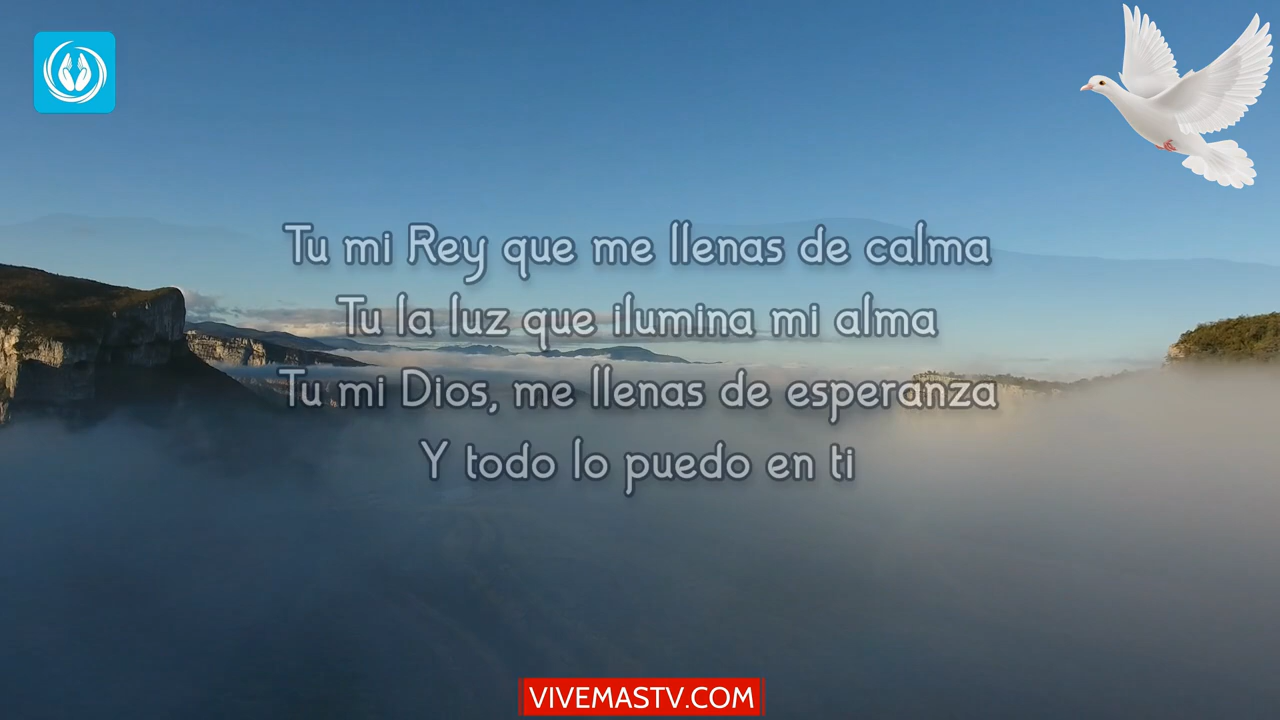 Tu mi Rey que me llenas de calma
Tu la luz que ilumina mi alma
Tu mi Dios, me llenas de esperanza
Y todo lo puedo en ti
VIVEMASTV.COM